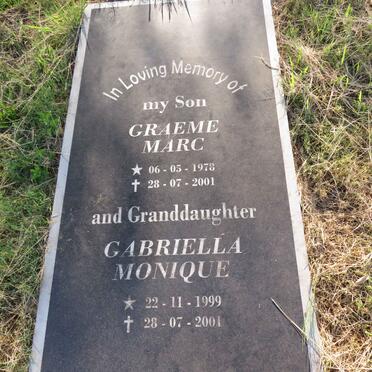 In Loving Memory of
my Son
GRAEME
MARC
★ 06 - 05 - 1978
✝ 28 - 07 - 2001
and Granddaughter
GABRIELLA
MONIQUE
★ 22 - 11 - 1999
✝ 28 - 07 - 2001